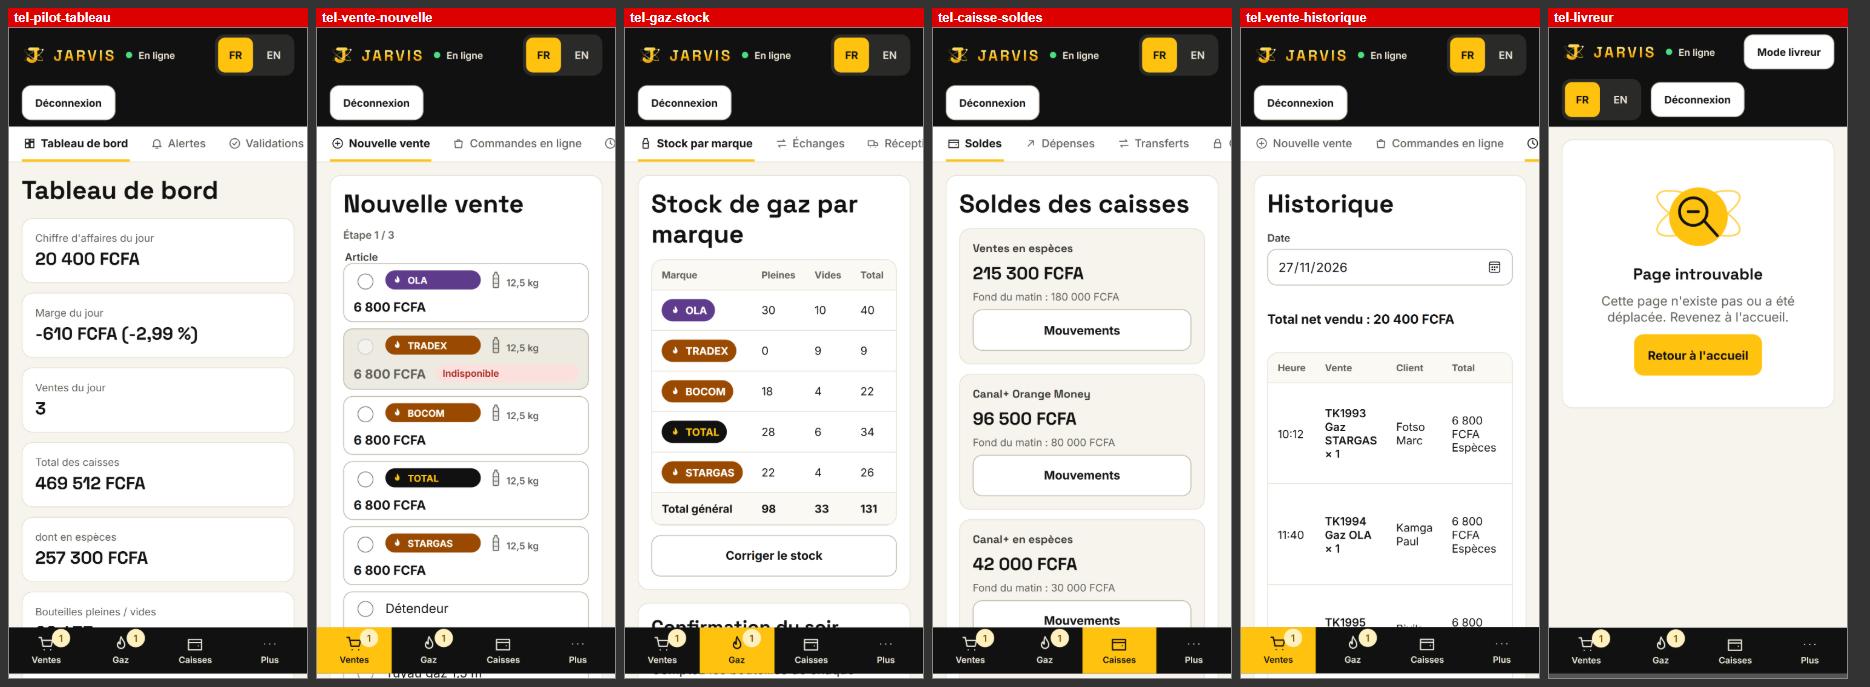 tel-pilot-tableau
JARVIS
En ligne
FR
EN
Déconnexion
Tableau de bord
Alertes
Validations
Tableau de bord
Chiffre d'affaires du jour
20 400 FCFA
Marge du jour
-610 FCFA (-2,99 %)
Ventes du jour
3
Total des caisses
469 512 FCFA
dont en espèces
257 300 FCFA
Bouteilles pleines / vides
1
1
Ventes
Gaz
Caisses
Plus
tel-vente-nouvelle
JARVIS
En ligne
FR
EN
Déconnexion
Nouvelle vente
Commandes en ligne
Nouvelle vente
Étape 1 / 3
Article
OLA
12,5 kg
6 800 FCFA
TRADEX
12,5 kg
6 800 FCFA
Indisponible
BOCOM
12,5 kg
6 800 FCFA
TOTAL
12,5 kg
6 800 FCFA
STARGAS
12,5 kg
6 800 FCFA
Détendeur
1
1
Ventes
Gaz
Caisses
Plus
tel-gaz-stock
JARVIS
En ligne
FR
EN
Déconnexion
Stock par marque
Échanges
Récepti
Stock de gaz par
marque
Marque Pleines Vides Total
OLA 30 10 40
TRADEX 0 9 9
BOCOM 18 4 22
TOTAL 28 6 34
STARGAS 22 4 26
Total général 98 33 131
Corriger le stock
Confirmation du soir
1
1
Ventes
Gaz
Caisses
Plus
tel-caisse-soldes
JARVIS
En ligne
FR
EN
Déconnexion
Soldes
Dépenses
Transferts
Soldes des caisses
Ventes en espèces
215 300 FCFA
Fond du matin : 180 000 FCFA
Mouvements
Canal+ Orange Money
96 500 FCFA
Fond du matin : 80 000 FCFA
Mouvements
Canal+ en espèces
42 000 FCFA
Fond du matin : 30 000 FCFA
Mouvements
1
1
Ventes
Gaz
Caisses
Plus
tel-vente-historique
JARVIS
En ligne
FR
EN
Déconnexion
Nouvelle vente
Commandes en ligne
Historique
Date
27/11/2026
Total net vendu : 20 400 FCFA
Heure Vente Client Total
10:12
TK1993
Gaz
STARGAS
× 1
Fotso
Marc
6 800
FCFA
Espèces
11:40
TK1994
Gaz OLA
× 1
Kamga
Paul
6 800
FCFA
Espèces
TK1995
6 800
1
1
Ventes
Gaz
Caisses
Plus
tel-livreur
JARVIS
En ligne
Mode livreur
FR
EN
Déconnexion
Page introuvable
Cette page n'existe pas ou a été
déplacée. Revenez à l'accueil.
Retour à l'accueil
1
1
Ventes
Gaz
Caisses
Plus